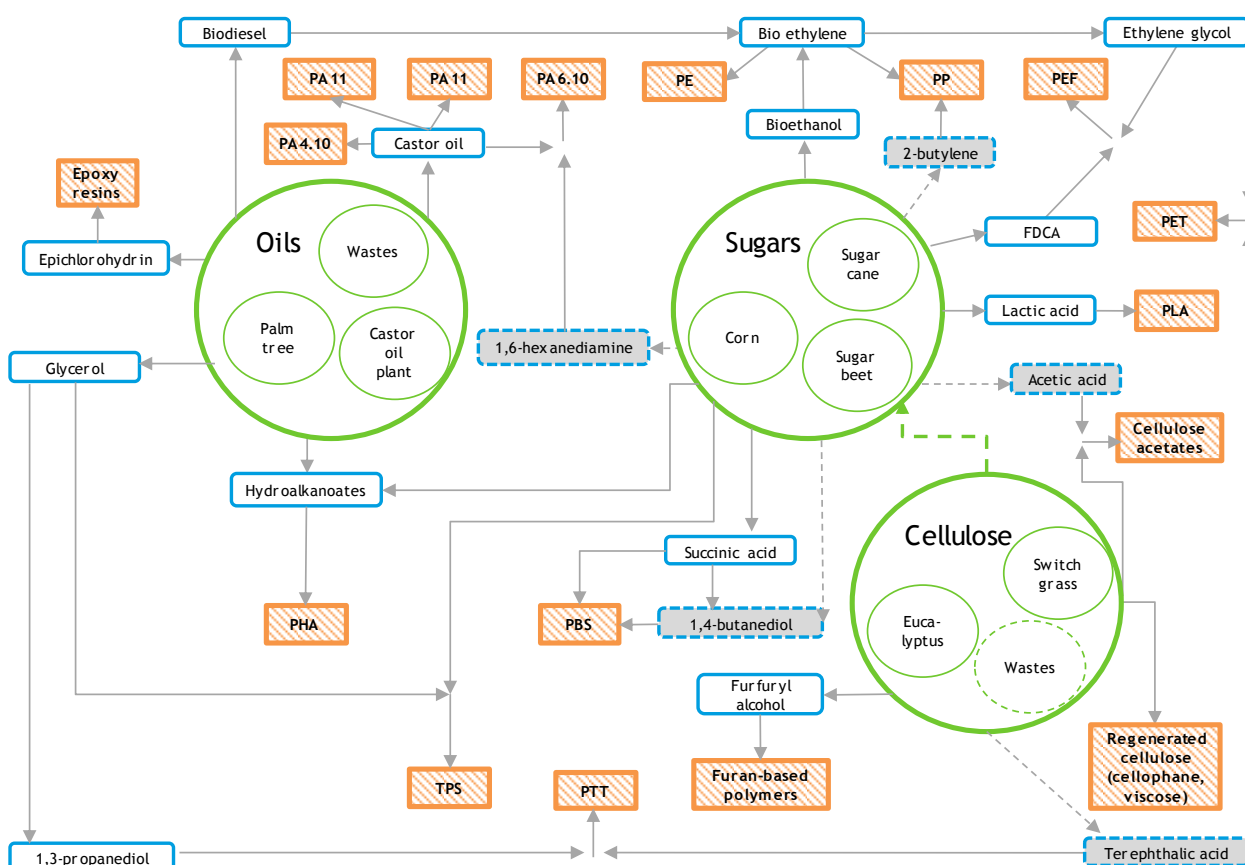 Biodiesel
Bio ethylene
Ethylene glycol
PA 11
PA 11
PA6.10
PE
PP
PEF
Bioethanol
PA4.10
Castor oil
2-butylene
Epoxy
resins
Oils
Wastes
Sugars
Sugar
cane
FDCA
PET
Epichlorohydrin
Palm
tree
Castor
oil
plant
1,6-hexanediamine
Corn
Sugar
beet
Lactic acid
PLA
Glycerol
Acetic acid
Cellulose
acetates
Hydroalkanoates
Cellulose
Succinic acid
Switch
grass
PHA
PBS
1,4-butanediol
Euca-
lyptus
Wastes
Furfuryl
alcohol
Regenerated
cellulose
(cellophane,
viscose)
TPS
PTT
Furan-based
polymers
1,3-propanediol
Terephthalic acid